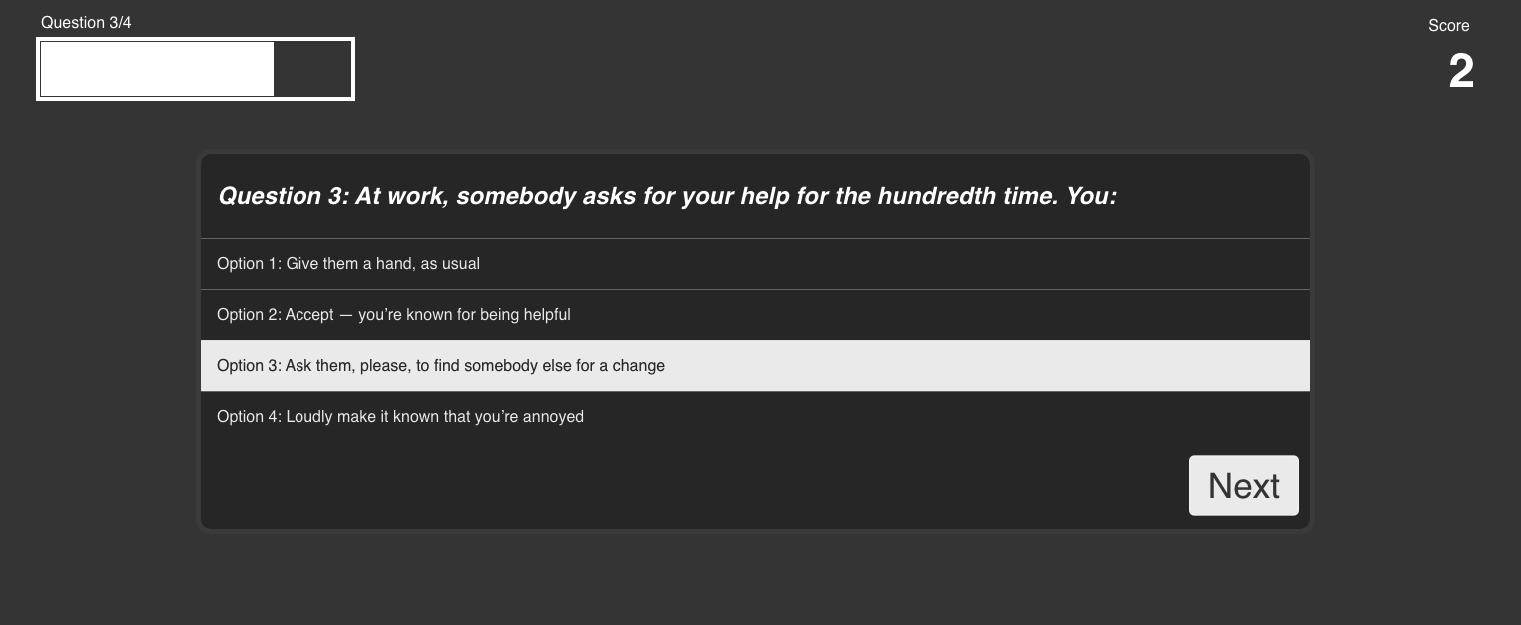 Question 3/4
Score
2
Question 3: At work, somebody asks for your help for the hundredth time. You:
Option 1: Give them a hand, as usual
Option 2: Accept — you’re known for being helpful
Option 3: Ask them, please, to find somebody else for a change
Option 4: Loudly make it known that you’re annoyed
Next